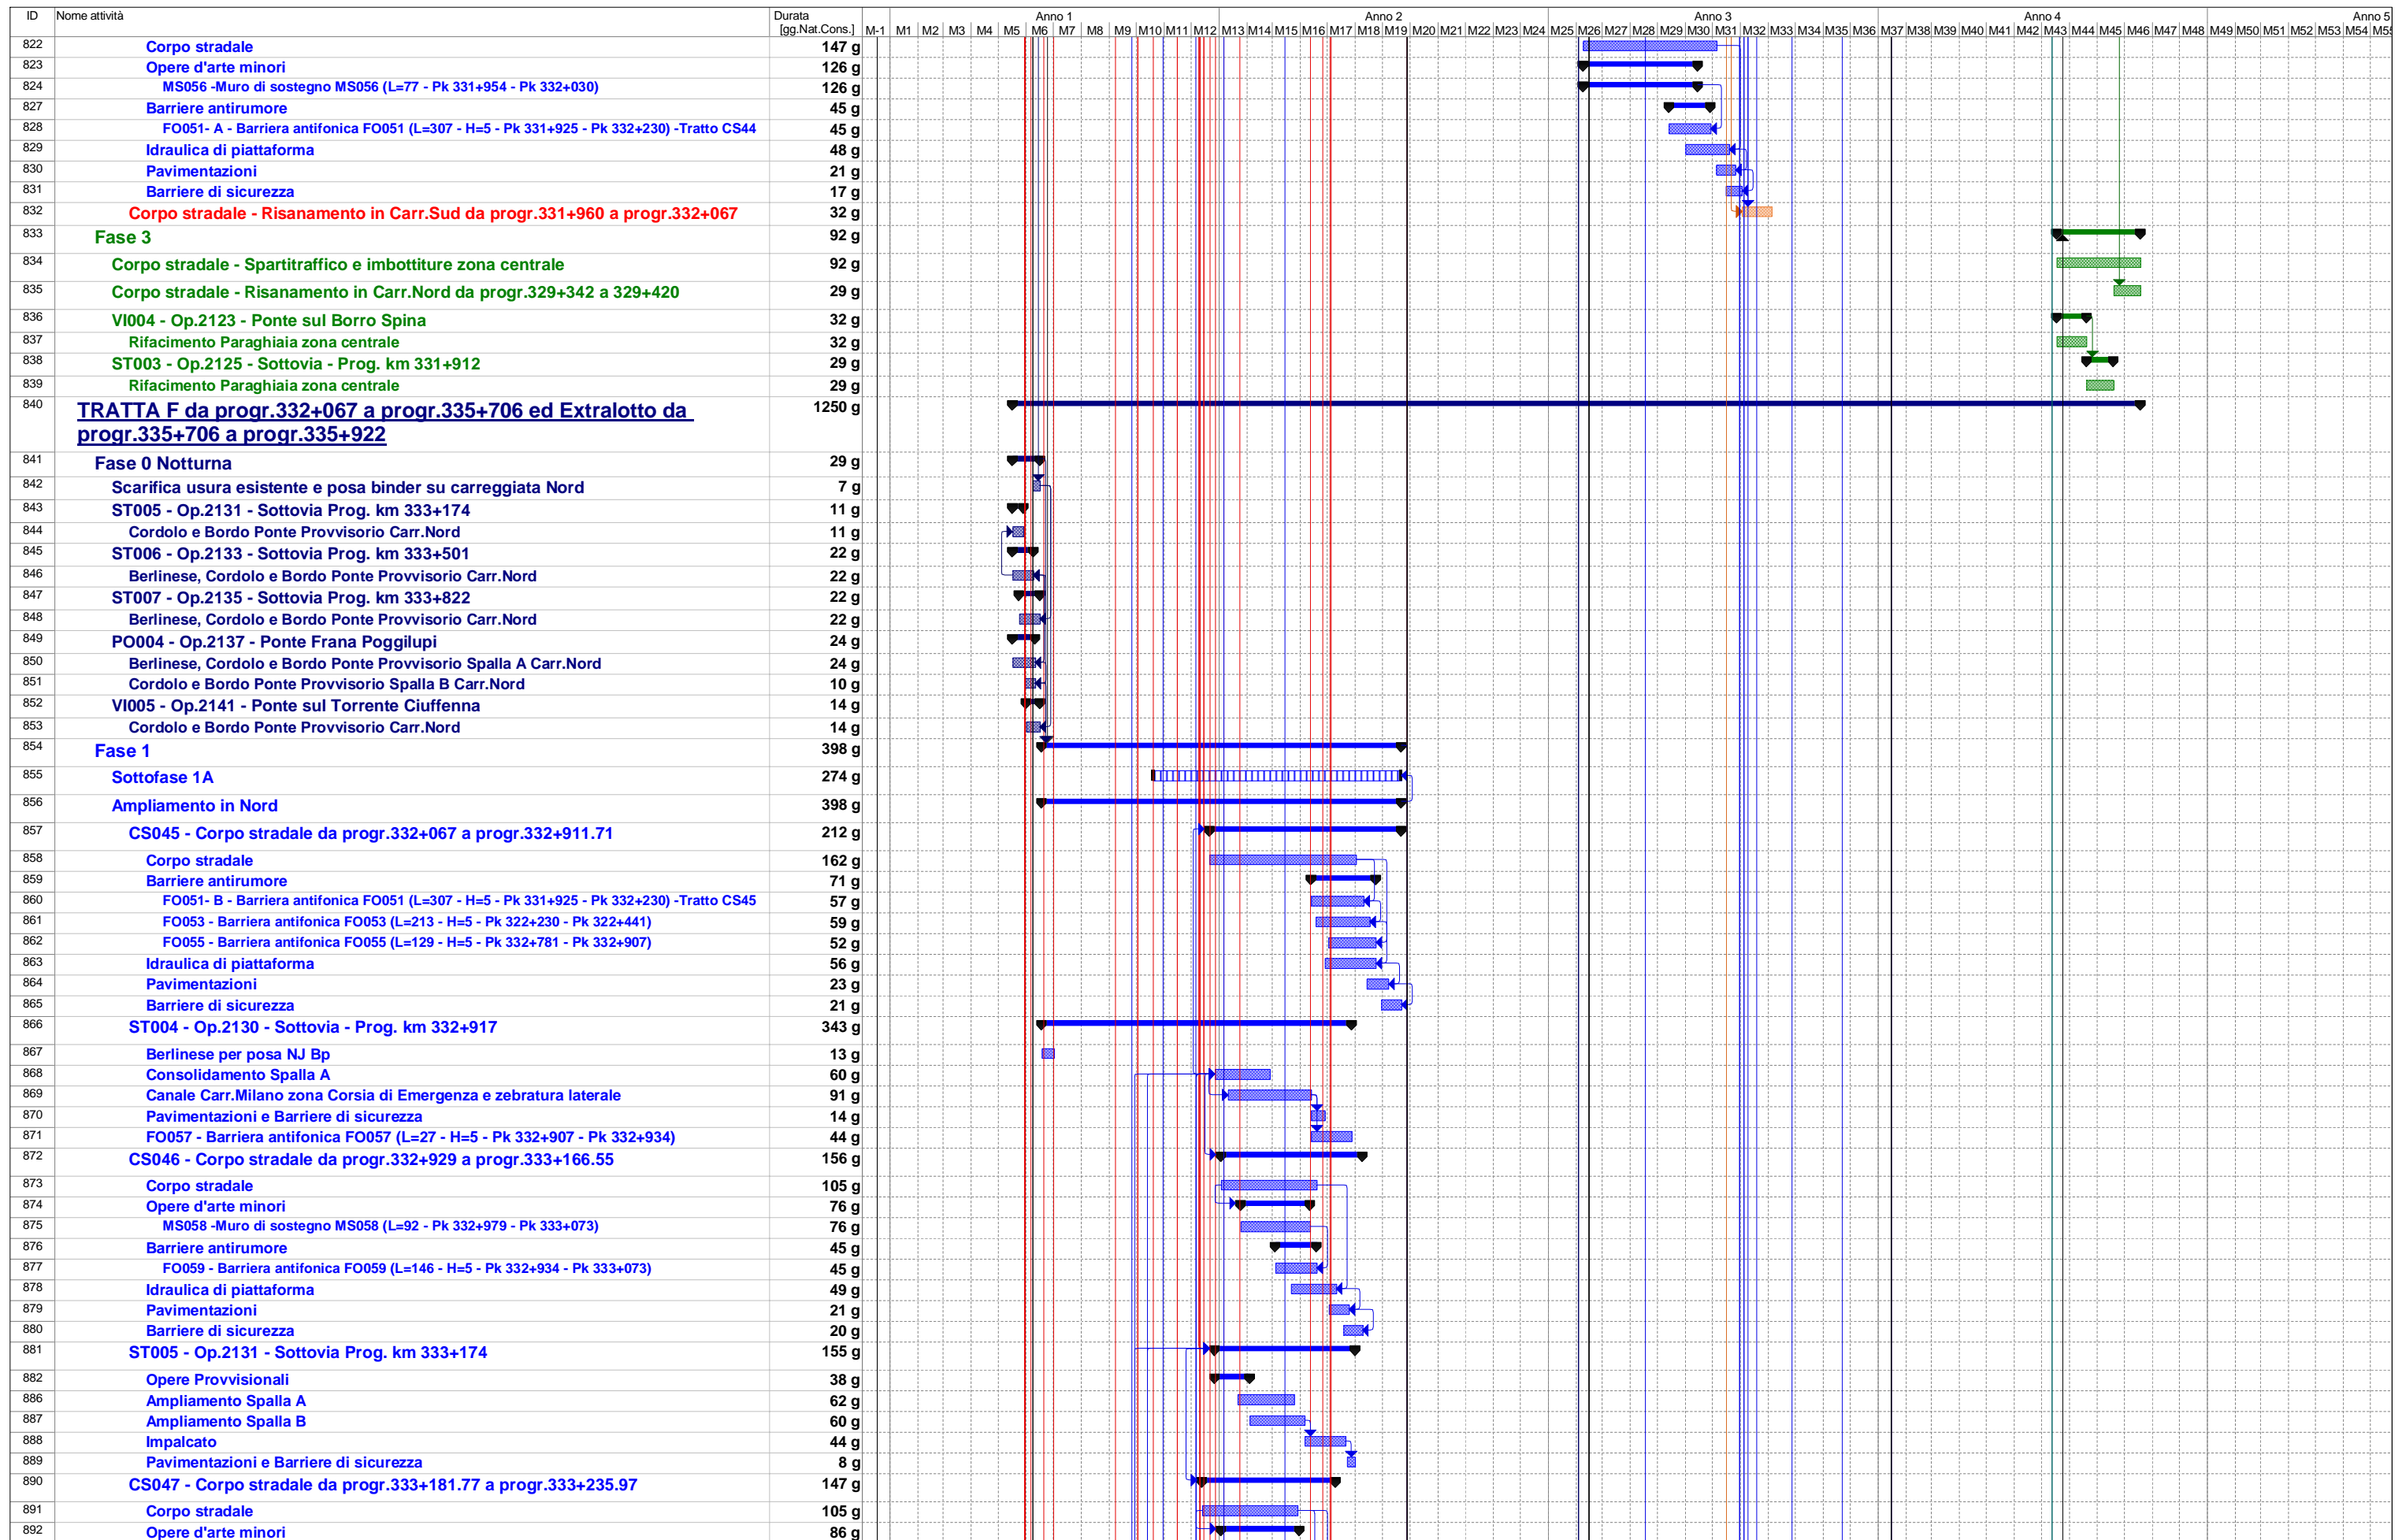 ID Nome attività Durata Anno 1 Anno 2 Anno 3 Anno 4 Anno 5
[gg.Nat.Cons.] M-1 M1 M2 M3 M4 M5 M6 M7 M8 M9 M10 M11 M12 M13 M14 M15 M16 M17 M18 M19 M20 M21 M22 M23 M24 M25 M26 M27 M28 M29 M30 M31 M32 M33 M34 M35 M36 M37 M38 M39 M40 M41 M42 M43 M44 M45 M46 M47 M48 M49 M50 M51 M52 M53 M54 M55
822 Corpo stradale 147 g
823 Opere d'arte minori 126 g
824 MS056 -Muro di sostegno MS056 (L=77 - Pk 331+954 - Pk 332+030) 126 g
827 Barriere antirumore 45 g
828 FO051- A - Barriera antifonica FO051 (L=307 - H=5 - Pk 331+925 - Pk 332+230) -Tratto CS44 45 g
829 Idraulica di piattaforma 48 g
830 Pavimentazioni 21 g
831 Barriere di sicurezza 17 g
832 Corpo stradale - Risanamento in Carr.Sud da progr.331+960 a progr.332+067 32 g
833 Fase 3 92 g
834 Corpo stradale - Spartitraffico e imbottiture zona centrale 92 g
835 Corpo stradale - Risanamento in Carr.Nord da progr.329+342 a 329+420 29 g
836 VI004 - Op.2123 - Ponte sul Borro Spina 32 g
837 Rifacimento Paraghiaia zona centrale 32 g
838 ST003 - Op.2125 - Sottovia - Prog. km 331+912 29 g
839 Rifacimento Paraghiaia zona centrale 29 g
840 TRATTA F da progr.332+067 a progr.335+706 ed Extralotto da 1250 g
progr.335+706 a progr.335+922
841 Fase 0 Notturna 29 g
842 Scarifica usura esistente e posa binder su carreggiata Nord 7 g
843 ST005 - Op.2131 - Sottovia Prog. km 333+174 11 g
844 Cordolo e Bordo Ponte Provvisorio Carr.Nord 11 g
845 ST006 - Op.2133 - Sottovia Prog. km 333+501 22 g
846 Berlinese, Cordolo e Bordo Ponte Provvisorio Carr.Nord 22 g
847 ST007 - Op.2135 - Sottovia Prog. km 333+822 22 g
848 Berlinese, Cordolo e Bordo Ponte Provvisorio Carr.Nord 22 g
849 PO004 - Op.2137 - Ponte Frana Poggilupi 24 g
850 Berlinese, Cordolo e Bordo Ponte Provvisorio Spalla A Carr.Nord 24 g
851 Cordolo e Bordo Ponte Provvisorio Spalla B Carr.Nord 10 g
852 VI005 - Op.2141 - Ponte sul Torrente Ciuffenna 14 g
853 Cordolo e Bordo Ponte Provvisorio Carr.Nord 14 g
854 Fase 1 398 g
855 Sottofase 1A 274 g
856 Ampliamento in Nord 398 g
857 CS045 - Corpo stradale da progr.332+067 a progr.332+911.71 212 g
858 Corpo stradale 162 g
859 Barriere antirumore 71 g
860 FO051- B - Barriera antifonica FO051 (L=307 - H=5 - Pk 331+925 - Pk 332+230) -Tratto CS45 57 g
861 FO053 - Barriera antifonica FO053 (L=213 - H=5 - Pk 322+230 - Pk 322+441) 59 g
862 FO055 - Barriera antifonica FO055 (L=129 - H=5 - Pk 332+781 - Pk 332+907) 52 g
863 Idraulica di piattaforma 56 g
864 Pavimentazioni 23 g
865 Barriere di sicurezza 21 g
866 ST004 - Op.2130 - Sottovia - Prog. km 332+917 343 g
867 Berlinese per posa NJ Bp 13 g
868 Consolidamento Spalla A 60 g
869 Canale Carr.Milano zona Corsia di Emergenza e zebratura laterale 91 g
870 Pavimentazioni e Barriere di sicurezza 14 g
871 FO057 - Barriera antifonica FO057 (L=27 - H=5 - Pk 332+907 - Pk 332+934) 44 g
872 CS046 - Corpo stradale da progr.332+929 a progr.333+166.55 156 g
873 Corpo stradale 105 g
874 Opere d'arte minori 76 g
875 MS058 -Muro di sostegno MS058 (L=92 - Pk 332+979 - Pk 333+073) 76 g
876 Barriere antirumore 45 g
877 FO059 - Barriera antifonica FO059 (L=146 - H=5 - Pk 332+934 - Pk 333+073) 45 g
878 Idraulica di piattaforma 49 g
879 Pavimentazioni 21 g
880 Barriere di sicurezza 20 g
881 ST005 - Op.2131 - Sottovia Prog. km 333+174 155 g
882 Opere Provvisionali 38 g
886 Ampliamento Spalla A 62 g
887 Ampliamento Spalla B 60 g
888 Impalcato 44 g
889 Pavimentazioni e Barriere di sicurezza 8 g
890 CS047 - Corpo stradale da progr.333+181.77 a progr.333+235.97 147 g
891 Corpo stradale 105 g
892 Opere d'arte minori 86 g